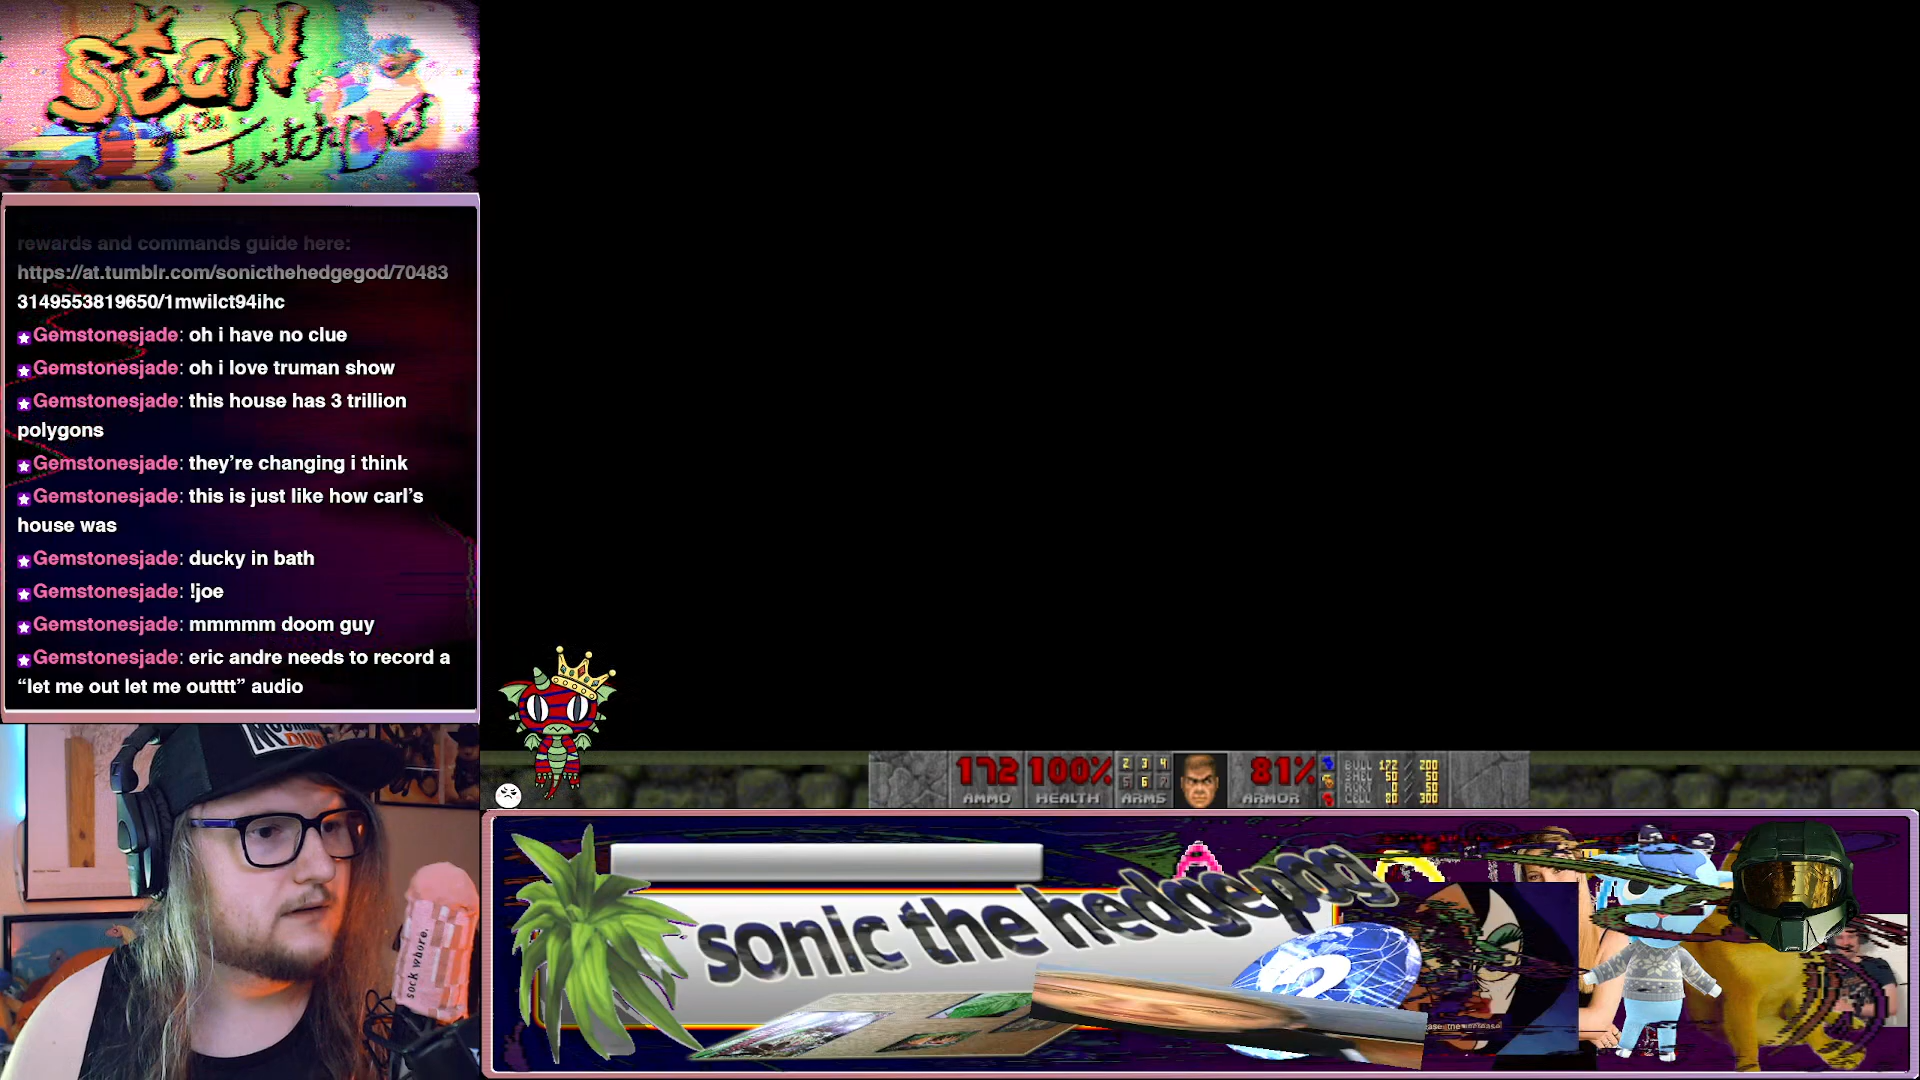 SEAN
rewards and commands guide here:
https://at.tumblr.com/sonicthehedgegod/70483
3149553819650/1mwilct94ihc
Gemstonesjade: oh i have no clue
Gemstonesjade: oh i love truman show
Gemstonesjade: this house has 3 trillion
polygons
Gemstonesjade: they’re changing i think
Gemstonesjade: this is just like how carl’s
house was
Gemstonesjade: ducky in bath
Gemstonesjade: !joe
Gemstonesjade: mmmmm doom guy
Gemstonesjade: eric andre needs to record a
“let me out let me outttt” audio
sock whore.
172 100% 2 3 4 5 6 7 81%
AMMO HEALTH ARMS ARMOR
BULL 172 / 200
SHEL 50 / 50
RCKT 0 / 50
CELL 80 / 300
sonic the hedgepog